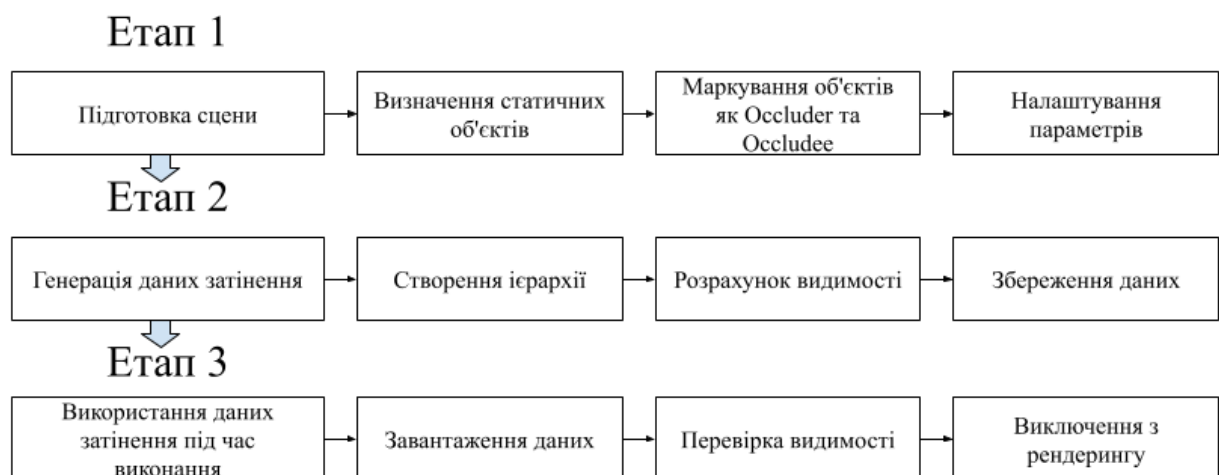 Етап 1
Підготовка сцени
Визначення статичних
об'єктів
Маркування об'єктів
як Occluder та
Occludee
Налаштування
параметрів
Етап 2
Генерація даних затінення
Створення ієрархії
Розрахунок видимості
Збереження даних
Етап 3
Використання даних
затінення під час
виконання
Завантаження даних
Перевірка видимості
Виключення з
рендерингу